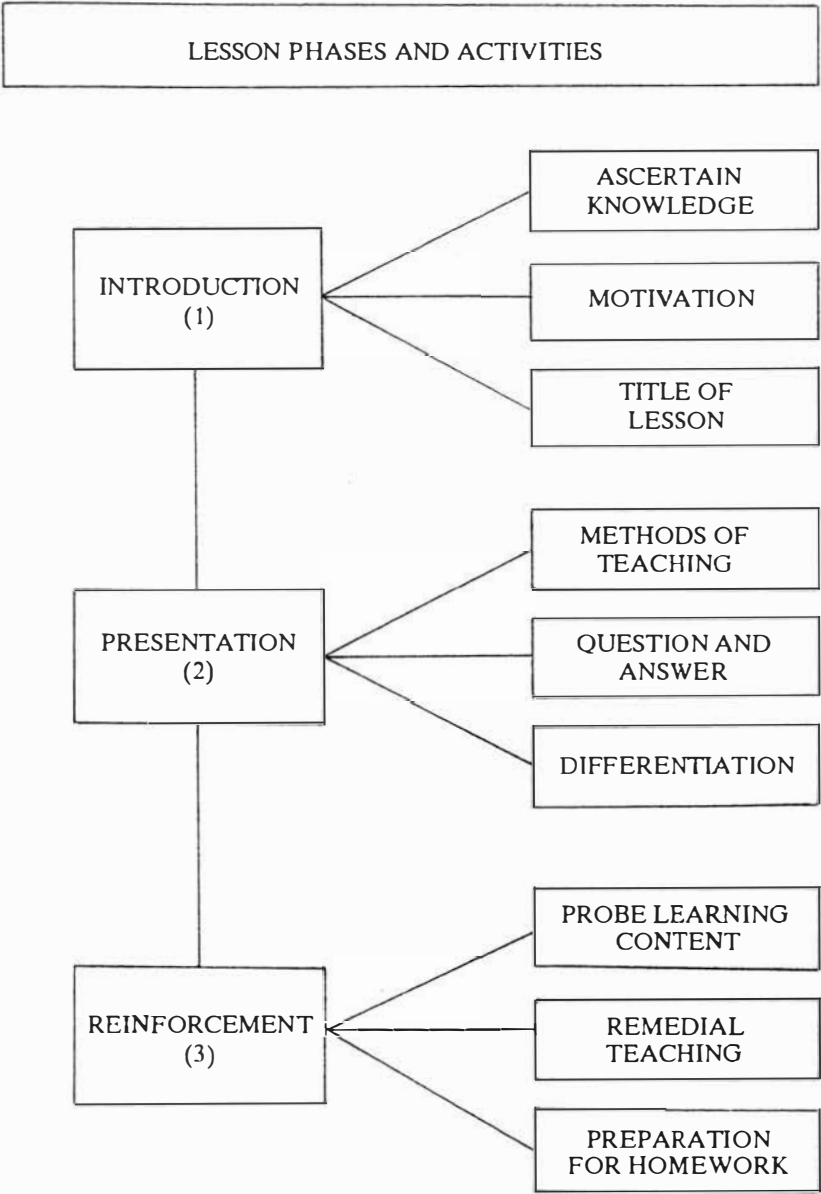 LESSON PHASES AND ACTIVITIES
ASCERTAIN
KNOWLEDGE
INTRODUCTION
(1)
MOTIVATION
TITLE OF
LESSON
METHODS OF
TEACHING
PRESENTATION
(2)
QUESTION AND
ANSWER
DIFFERENTIATION
PROBE LEARNING
CONTENT
REINFORCEMENT
(3)
REMEDIAL
TEACHING
PREPARATION
FOR HOMEWORK